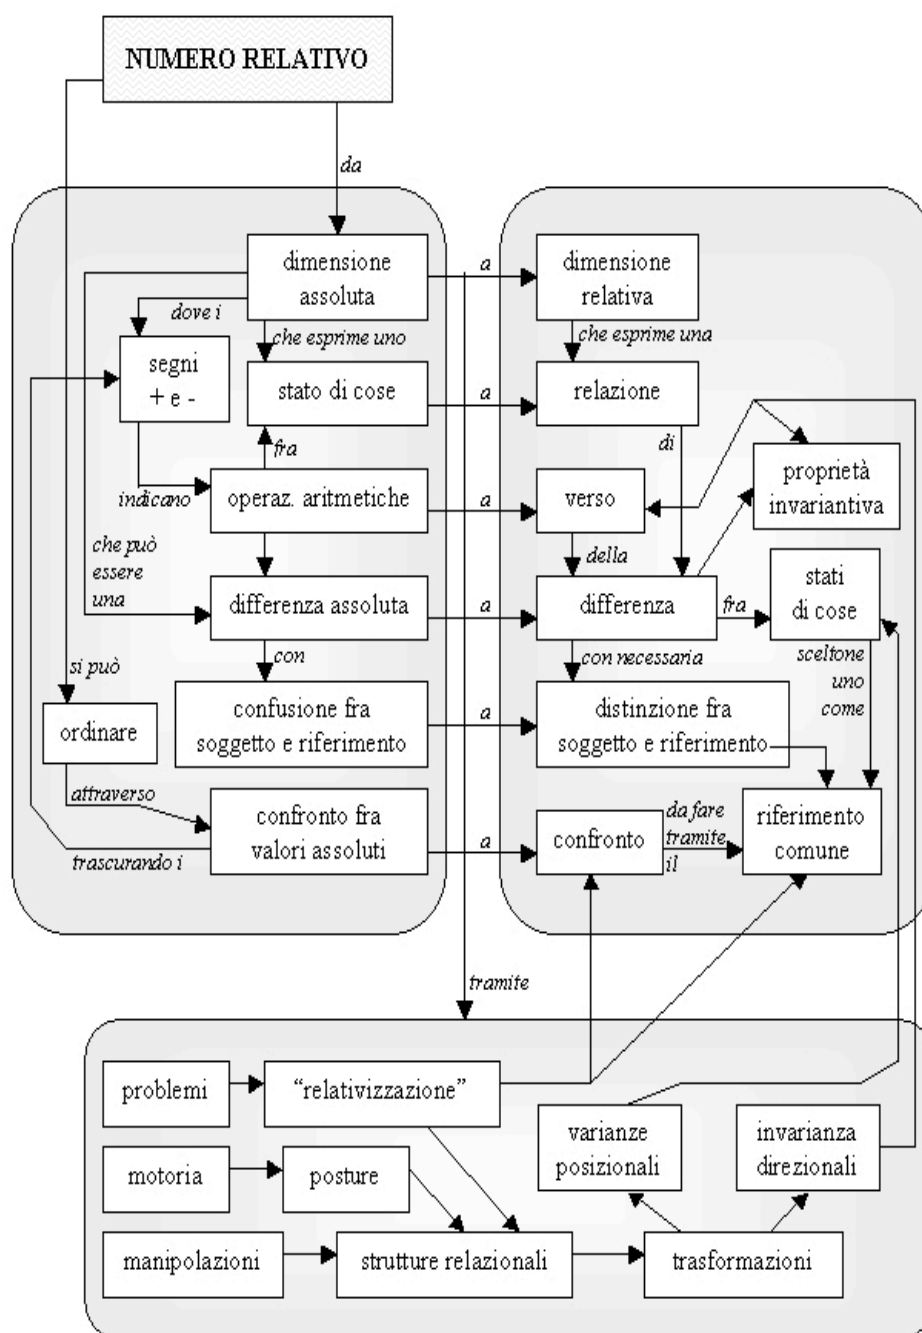 NUMERO RELATIVO
da
dimensione
assoluta
a
dimensione
relativa
dove i
che esprime uno
che esprime una
segni
+ e -
stato di cose
a
relazione
fra
di
proprietà
invariantiva
indicano
operaz. aritmetiche
a
verso
che può
essere
una
della
differenza assoluta
a
differenza
fra
stati
di cose
si può
con
con necessaria
sceltone
uno
come
ordinare
confusione fra
soggetto e riferimento
a
distinzione fra
soggetto e riferimento
attraverso
confronto fra
valori assoluti
a
confronto
da fare
tramite
il
riferimento
comune
trascurando i
tramite
problemi
“relativizzazione”
varianze
posizionali
invarianza
direzionali
motoria
posture
manipolazioni
strutture relazionali
trasformazioni